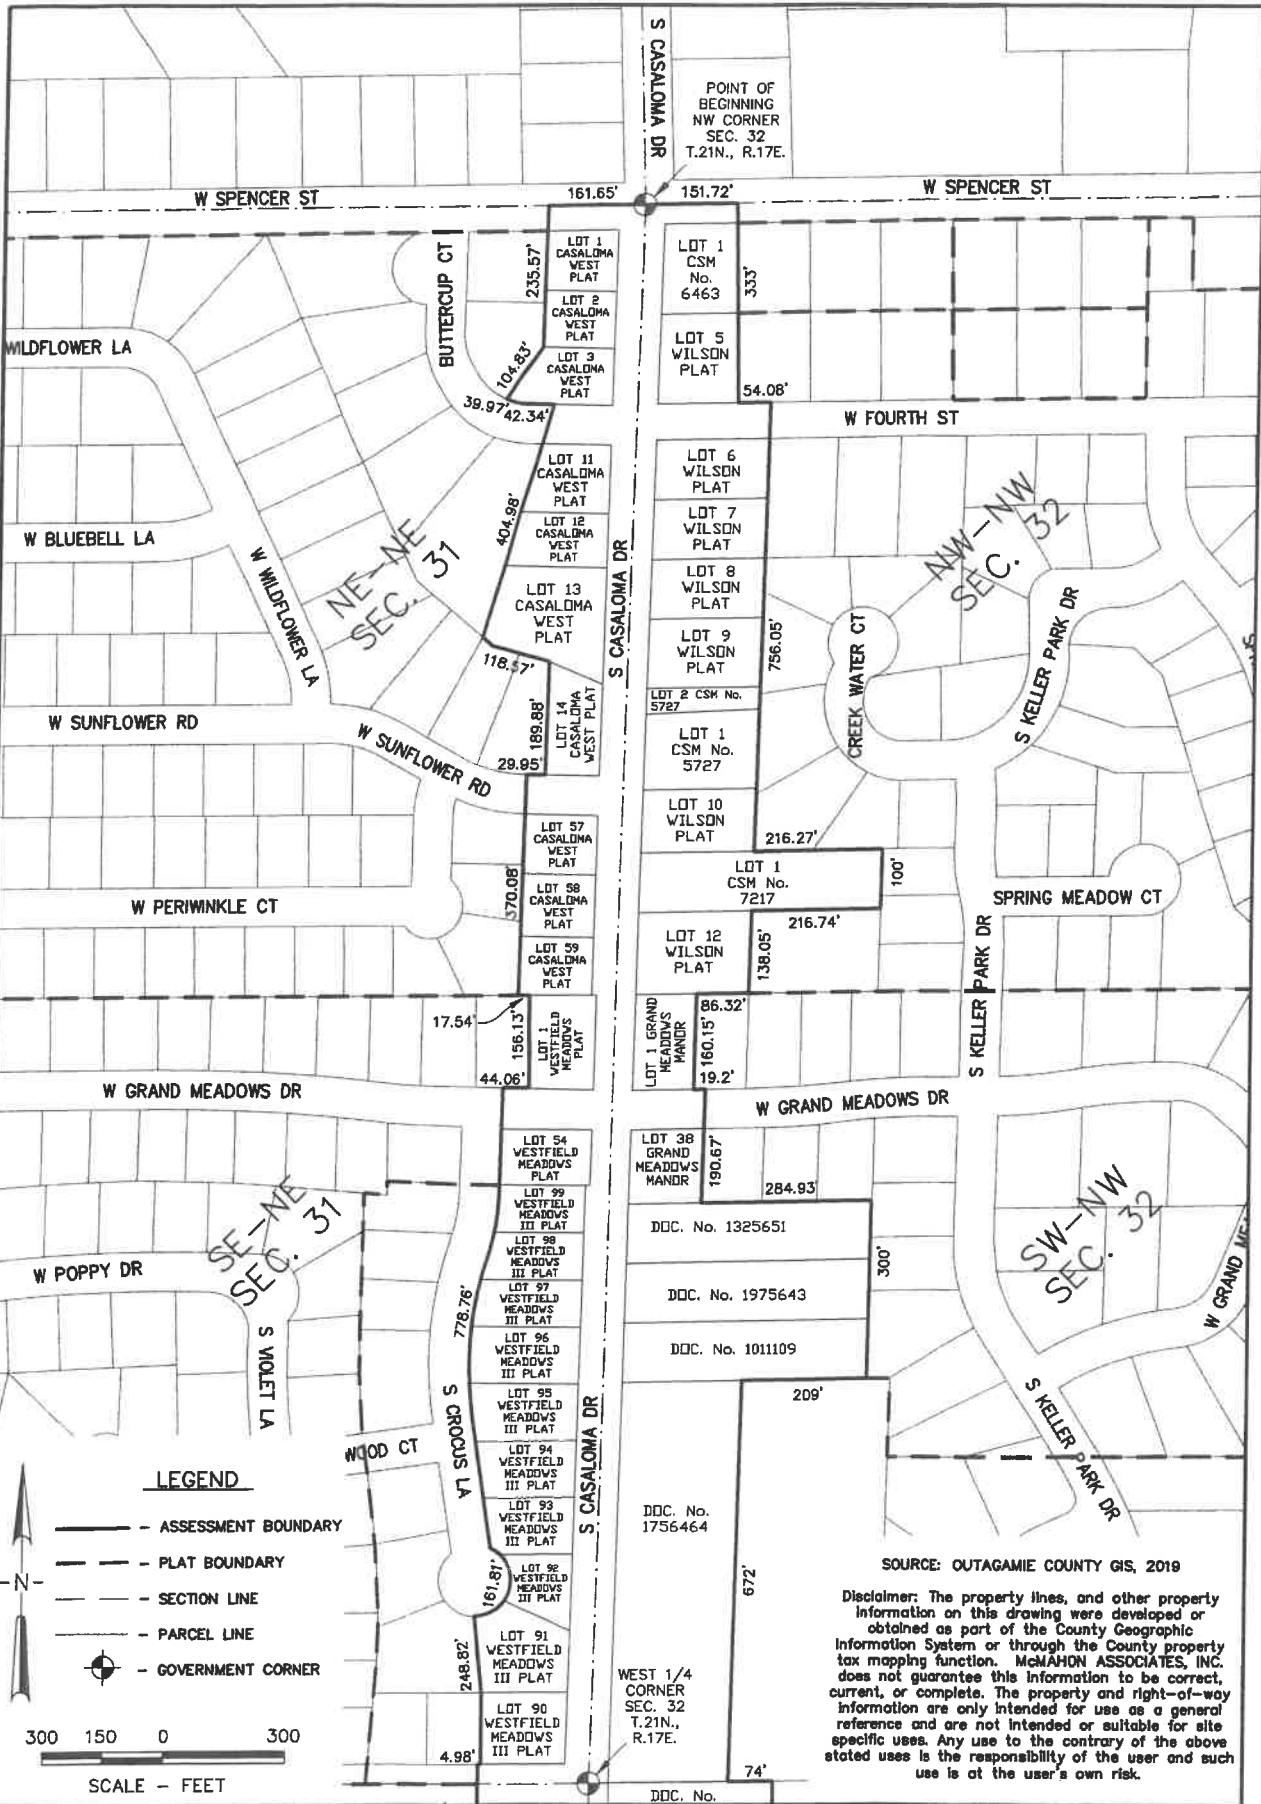 S CASALOMA DR
POINT OF
BEGINNING
NW CORNER
SEC. 32
T.21N., R.17E.
W SPENCER ST
161.65'
151.72'
W SPENCER ST
BUTTERCUP CT
235.57'
LOT 1
CASALOMA
WEST
PLAT
LOT 2
CASALOMA
WEST
PLAT
LOT 3
CASALOMA
WEST
PLAT
104.83'
39.97'
42.34'
LOT 1
CSM
No.
6463
333'
LOT 5
WILSON
PLAT
54.08'
WILDFLOWER LA
W FOURTH ST
LOT 11
CASALOMA
WEST
PLAT
LOT 12
CASALOMA
WEST
PLAT
LOT 13
CASALOMA
WEST
PLAT
404.98'
LOT 6
WILSON
PLAT
LOT 7
WILSON
PLAT
LOT 8
WILSON
PLAT
LOT 9
WILSON
PLAT
LOT 2 CSM No.
5727
LOT 1
CSM No.
5727
LOT 10
WILSON
PLAT
756.05'
W BLUEBELL LA
W WILDFLOWER LA
NE-NE
SEC. 31
NW-NW
SEC. 32
S CASALOMA DR
CREEK WATER CT
S KELLER PARK DR
118.57'
189.88'
LOT 14
CASALOMA
WEST PLAT
29.95'
W SUNFLOWER RD
W SUNFLOWER RD
216.27'
LOT 1
CSM No.
7217
100'
216.74'
LOT 57
CASALOMA
WEST
PLAT
LOT 58
CASALOMA
WEST
PLAT
LOT 59
CASALOMA
WEST
PLAT
370.08'
W PERIWINKLE CT
SPRING MEADOW CT
LOT 12
WILSON
PLAT
138.05'
S KELLER PARK DR
17.54'
156.13'
LOT 1
WESTFIELD
MEADOWS
PLAT
44.06'
LOT 1 GRAND
MEADOWS
MANOR
86.32'
160.15'
19.2'
W GRAND MEADOWS DR
W GRAND MEADOWS DR
LOT 54
WESTFIELD
MEADOWS
PLAT
LOT 38
GRAND
MEADOWS
MANOR
190.67'
284.93'
SE-NE
SEC. 31
SW-NW
SEC. 32
LOT 99
WESTFIELD
MEADOWS
III PLAT
LOT 98
WESTFIELD
MEADOWS
III PLAT
LOT 97
WESTFIELD
MEADOWS
III PLAT
LOT 96
WESTFIELD
MEADOWS
III PLAT
LOT 95
WESTFIELD
MEADOWS
III PLAT
LOT 94
WESTFIELD
MEADOWS
III PLAT
LOT 93
WESTFIELD
MEADOWS
III PLAT
LOT 92
WESTFIELD
MEADOWS
III PLAT
LOT 91
WESTFIELD
MEADOWS
III PLAT
LOT 90
WESTFIELD
MEADOWS
III PLAT
DOC. No. 1325651
DOC. No. 1975643
DOC. No. 1011109
300'
209'
W POPPY DR
S VIOLET LA
778.76'
S CROCUS LA
WOOD CT
161.81'
248.82'
4.98'
S CASALOMA DR
DOC. No.
1756464
672'
74'
W GRAND
S KELLER PARK DR
WEST 1/4
CORNER
SEC. 32
T.21N.,
R.17E.
DOC. No.
LEGEND
- ASSESSMENT BOUNDARY
- PLAT BOUNDARY
- SECTION LINE
- PARCEL LINE
- GOVERNMENT CORNER
-N-
300 150 0 300
SCALE - FEET
SOURCE: OUTAGAMIE COUNTY GIS, 2019
Disclaimer: The property lines, and other property
information on this drawing were developed or
obtained as part of the County Geographic
Information System or through the County property
tax mapping function. McMAHON ASSOCIATES, INC.
does not guarantee this information to be correct,
current, or complete. The property and right-of-way
information are only intended for use as a general
reference and are not intended or suitable for site
specific uses. Any use to the contrary of the above
stated uses is the responsibility of the user and such
use is at the user's own risk.